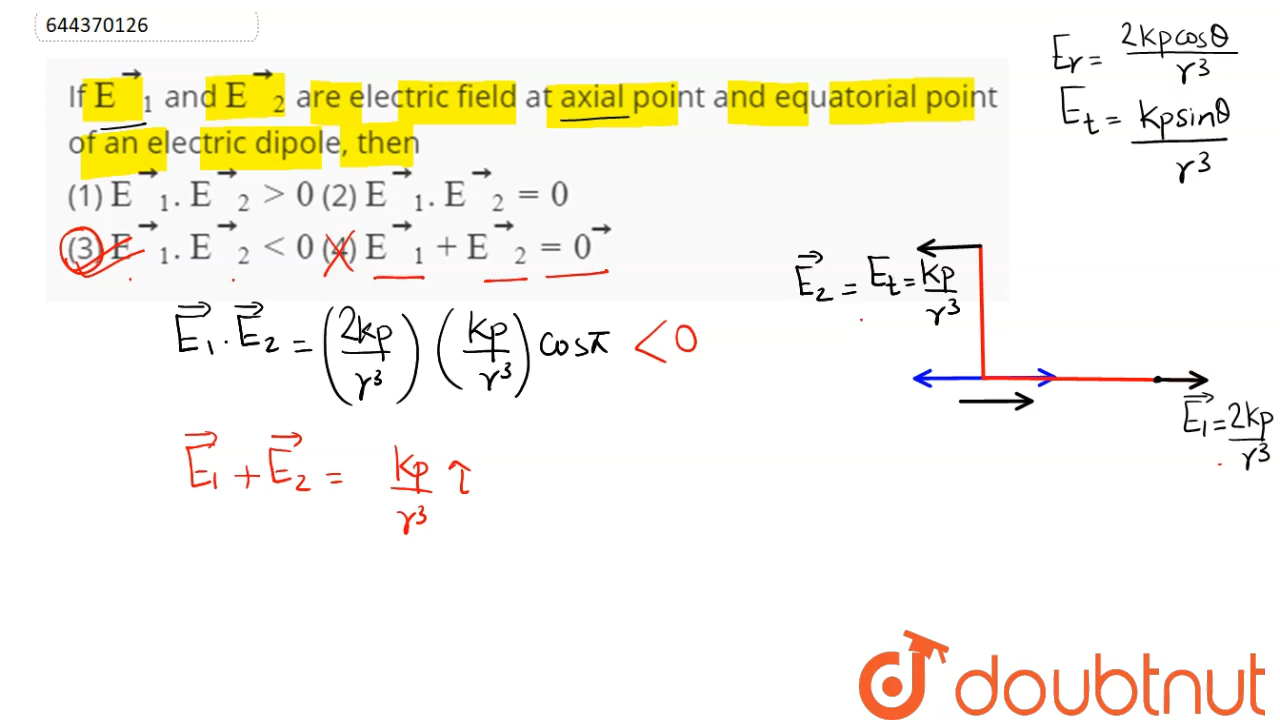 644370126
If E⃗ 1 and E⃗ 2 are electric field at axial point and equatorial point
of an electric dipole, then
(1) E⃗ 1. E⃗ 2 > 0 (2) E⃗ 1. E⃗ 2 = 0
(3) E⃗ 1. E⃗ 2 < 0 (4) E⃗ 1 + E⃗ 2 = 0⃗
E⃗1 . E⃗2 = (2kp/r³) (kp/r³) cosπ < 0
E⃗1 + E⃗2 = kp/r³ î
Er = 2kpcosθ/r³
Et = kpsinθ/r³
E⃗2 = Et = kp/r³
E⃗1 = 2kp/r³
doubtnut